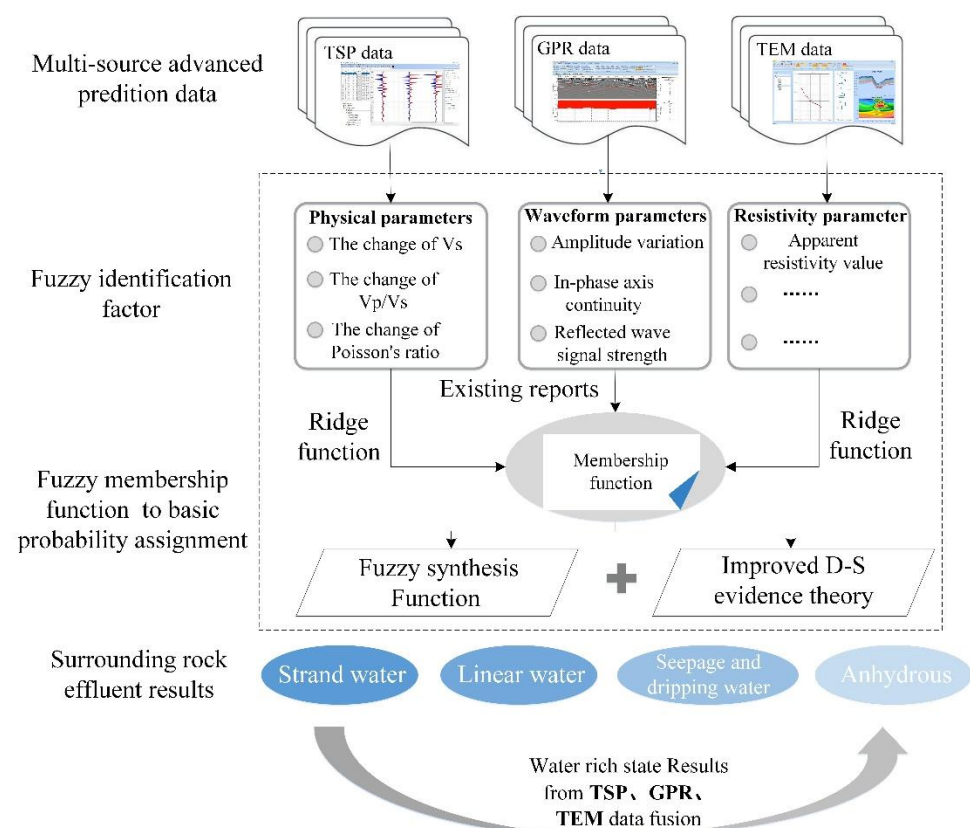 TSP data
GPR data
TEM data
Multi-source advanced
predition data
Physical parameters
The change of Vs
The change of
Vp/Vs
The change of
Poisson's ratio
Waveform parameters
Amplitude variation
In-phase axis
continuity
Reflected wave
signal strength
Resistivity parameter
Apparent
resistivity value
......
......
Fuzzy identification
factor
Existing reports
Ridge
function
Ridge
function
Membership
function
Fuzzy membership
function to basic
probability assignment
Fuzzy synthesis
Function
+
Improved D-S
evidence theory
Surrounding rock
effluent results
Strand water
Linear water
Seepage and
dripping water
Anhydrous
Water rich state Results
from TSP、GPR、
TEM data fusion